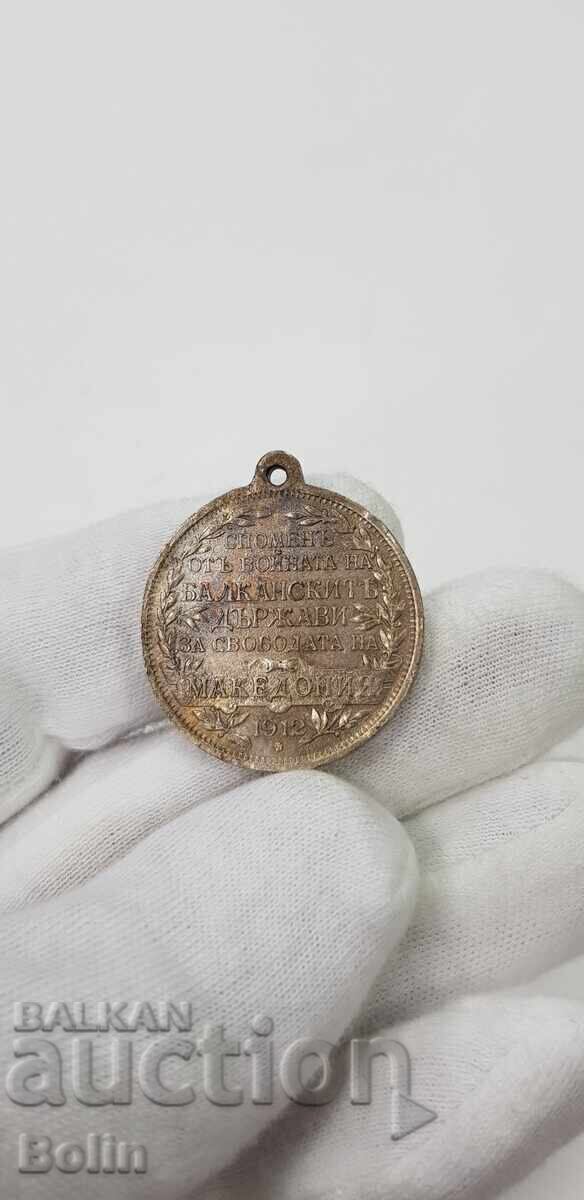 СПОМЕНЪ
ОТЪ ВОЙНАТА НА
БАЛКАНСКИТѢ
ДЪРЖАВИ
ЗА СВОБОДАТА НА
МАКЕДОНИЯ
1912
BALKAN
auction
Bolin